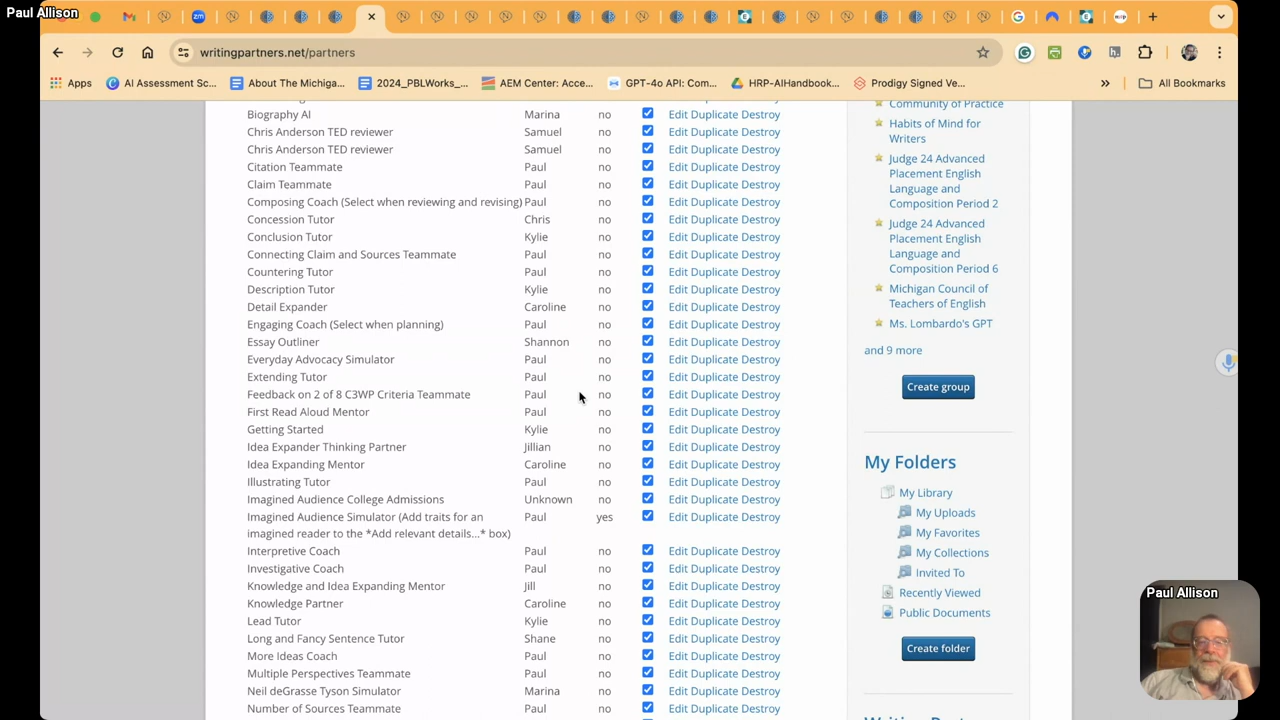 Paul Allison
writingpartners.net/partners
Apps
AI Assessment Sc...
About The Michiga...
2024_PBLWorks_...
AEM Center: Acce...
GPT-4o API: Com...
HRP-AIHandbook...
Prodigy Signed Ve...
»
All Bookmarks
Biography AI Marina no Edit Duplicate Destroy
Chris Anderson TED reviewer Samuel no Edit Duplicate Destroy
Chris Anderson TED reviewer Samuel no Edit Duplicate Destroy
Citation Teammate Paul no Edit Duplicate Destroy
Claim Teammate Paul no Edit Duplicate Destroy
Composing Coach (Select when reviewing and revising) Paul no Edit Duplicate Destroy
Concession Tutor Chris no Edit Duplicate Destroy
Conclusion Tutor Kylie no Edit Duplicate Destroy
Connecting Claim and Sources Teammate Paul no Edit Duplicate Destroy
Countering Tutor Paul no Edit Duplicate Destroy
Description Tutor Kylie no Edit Duplicate Destroy
Detail Expander Caroline no Edit Duplicate Destroy
Engaging Coach (Select when planning) Paul no Edit Duplicate Destroy
Essay Outliner Shannon no Edit Duplicate Destroy
Everyday Advocacy Simulator Paul no Edit Duplicate Destroy
Extending Tutor Paul no Edit Duplicate Destroy
Feedback on 2 of 8 C3WP Criteria Teammate Paul no Edit Duplicate Destroy
First Read Aloud Mentor Paul no Edit Duplicate Destroy
Getting Started Kylie no Edit Duplicate Destroy
Idea Expander Thinking Partner Jillian no Edit Duplicate Destroy
Idea Expanding Mentor Caroline no Edit Duplicate Destroy
Illustrating Tutor Paul no Edit Duplicate Destroy
Imagined Audience College Admissions Unknown no Edit Duplicate Destroy
Imagined Audience Simulator (Add traits for an Paul yes Edit Duplicate Destroy
imagined reader to the *Add relevant details...* box)
Interpretive Coach Paul no Edit Duplicate Destroy
Investigative Coach Paul no Edit Duplicate Destroy
Knowledge and Idea Expanding Mentor Jill no Edit Duplicate Destroy
Knowledge Partner Caroline no Edit Duplicate Destroy
Lead Tutor Kylie no Edit Duplicate Destroy
Long and Fancy Sentence Tutor Shane no Edit Duplicate Destroy
More Ideas Coach Paul no Edit Duplicate Destroy
Multiple Perspectives Teammate Paul no Edit Duplicate Destroy
Neil deGrasse Tyson Simulator Marina no Edit Duplicate Destroy
Number of Sources Teammate Paul no Edit Duplicate Destroy
Community of Practice
Habits of Mind for
Writers
Judge 24 Advanced
Placement English
Language and
Composition Period 2
Judge 24 Advanced
Placement English
Language and
Composition Period 6
Michigan Council of
Teachers of English
Ms. Lombardo's GPT
and 9 more
Create group
My Folders
My Library
My Uploads
My Favorites
My Collections
Invited To
Recently Viewed
Public Documents
Create folder
Paul Allison